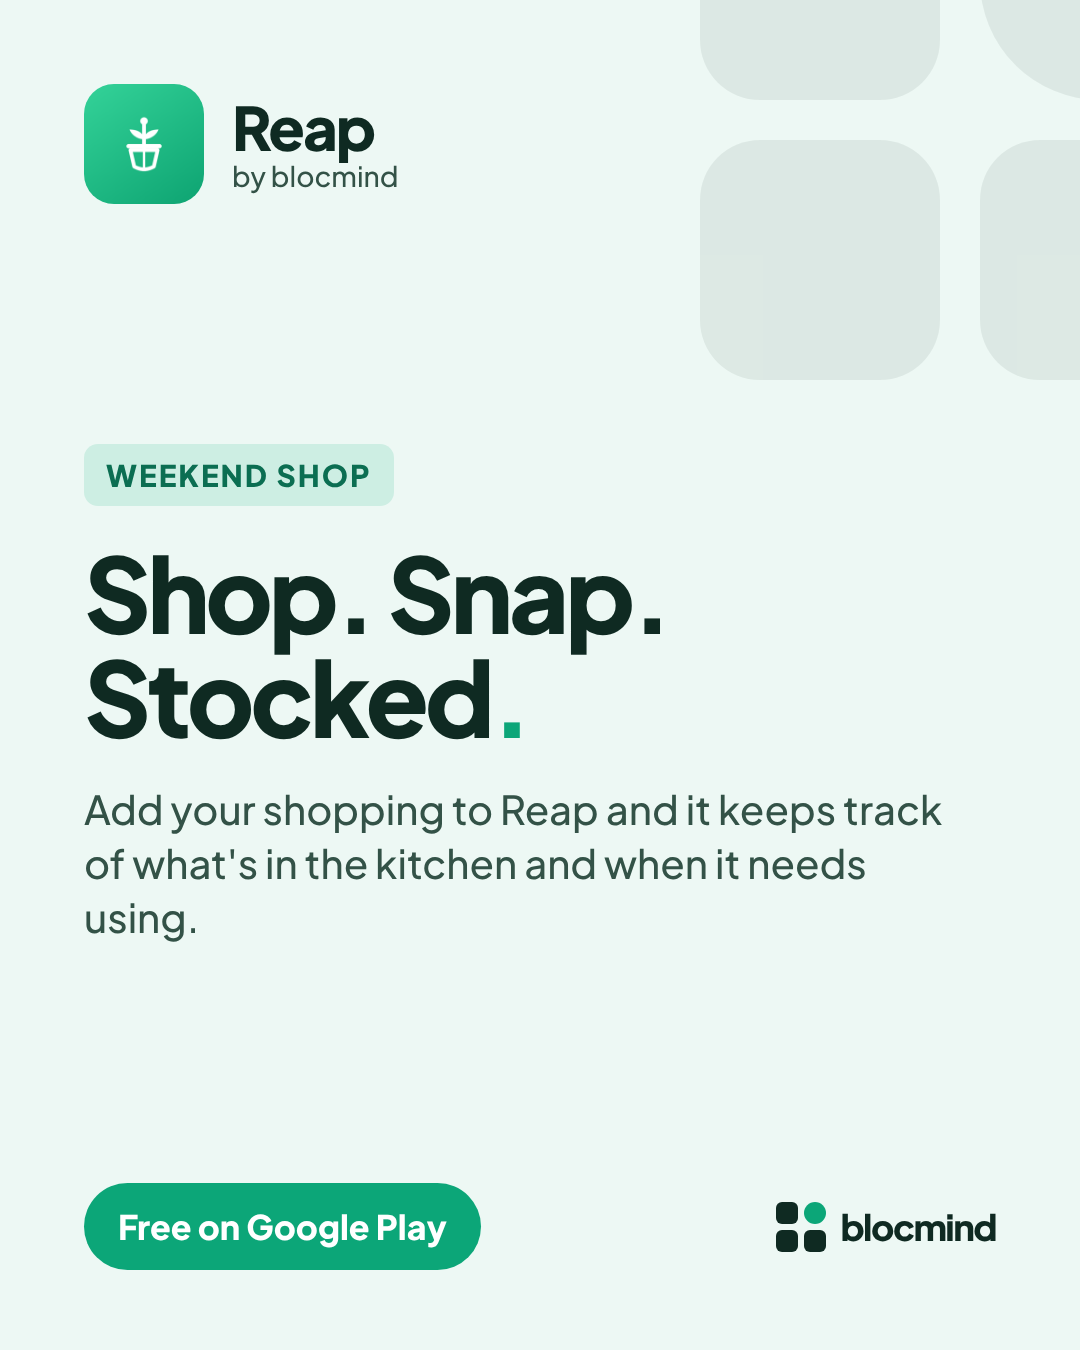 Reap
by blocmind
WEEKEND SHOP
Shop. Snap.
Stocked.
Add your shopping to Reap and it keeps track
of what's in the kitchen and when it needs
using.
Free on Google Play
blocmind